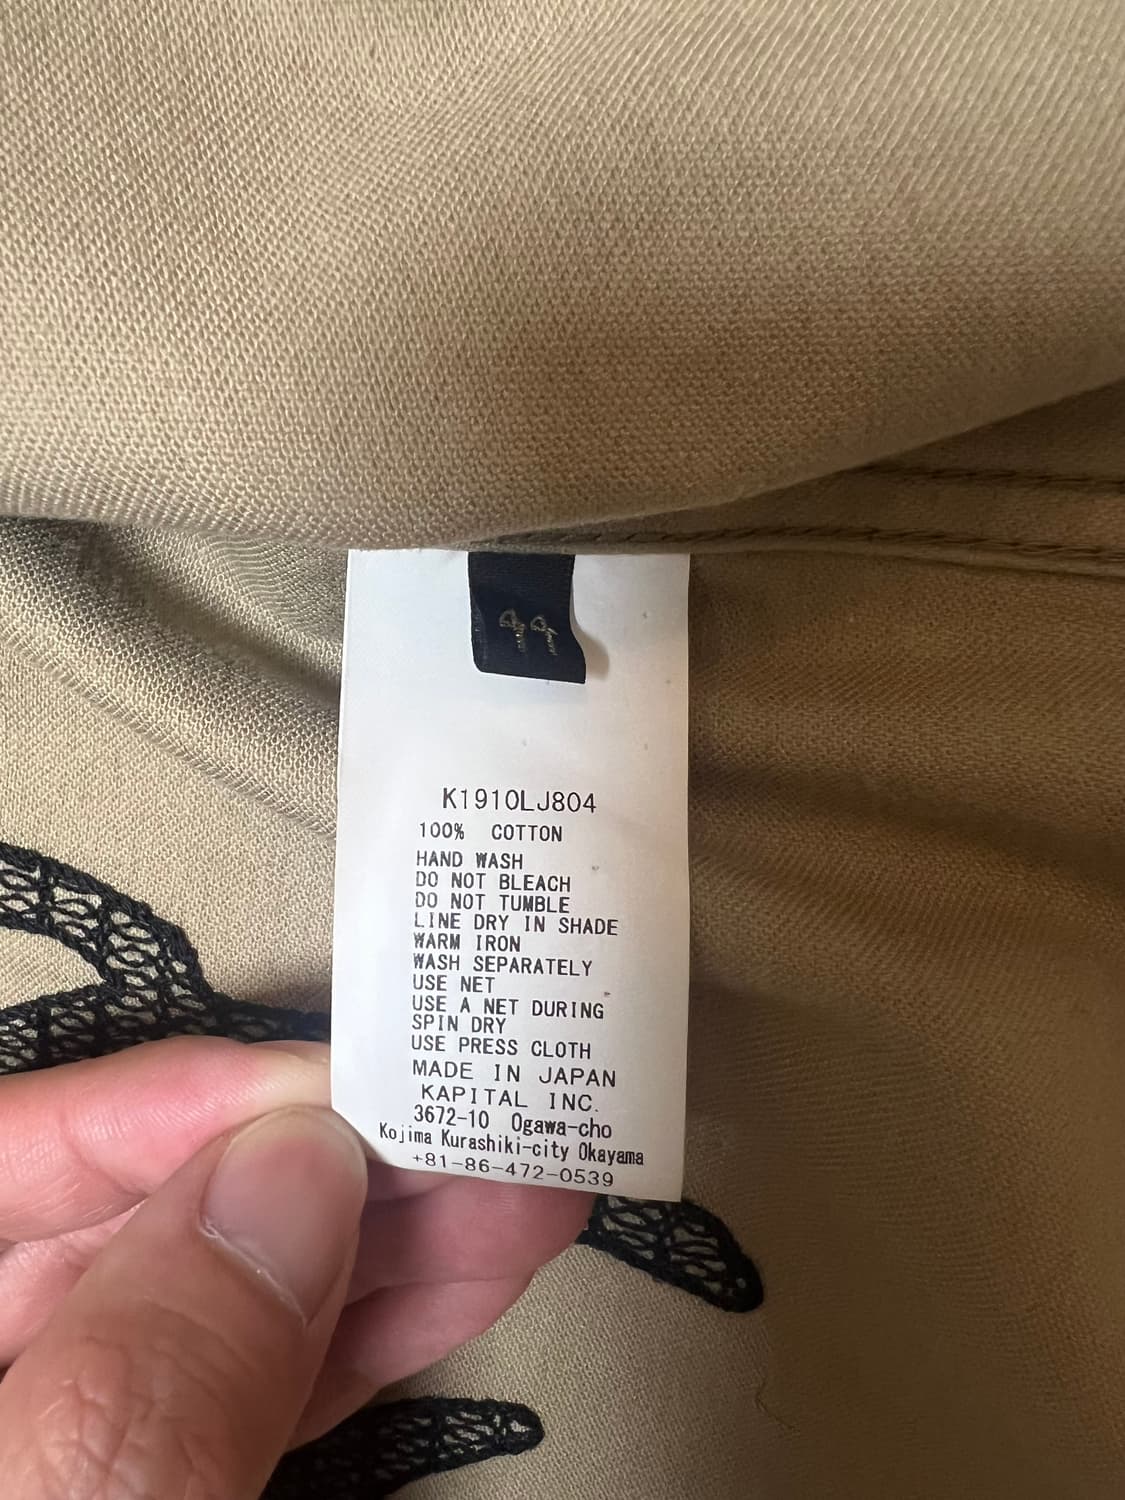 K1910LJ804
100% COTTON
HAND WASH
DO NOT BLEACH
DO NOT TUMBLE
LINE DRY IN SHADE
WARM IRON
WASH SEPARATELY
USE NET
USE A NET DURING
SPIN DRY
USE PRESS CLOTH
MADE IN JAPAN
KAPITAL INC.
3672-10 Ogawa-cho
Kojima Kurashiki-city Okayama
+81-86-472-0539